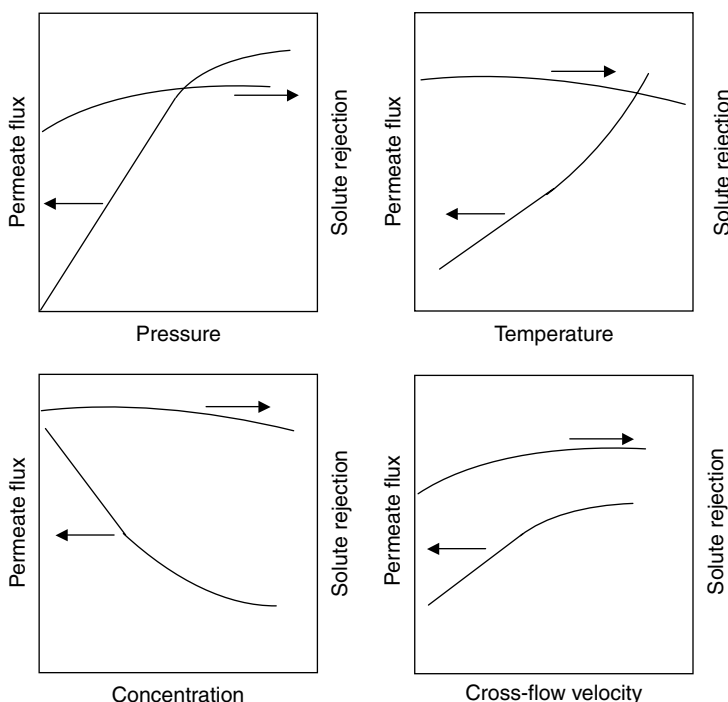 Permeate flux
Solute rejection
Pressure
Permeate flux
Solute rejection
Temperature
Permeate flux
Solute rejection
Concentration
Permeate flux
Solute rejection
Cross-flow velocity